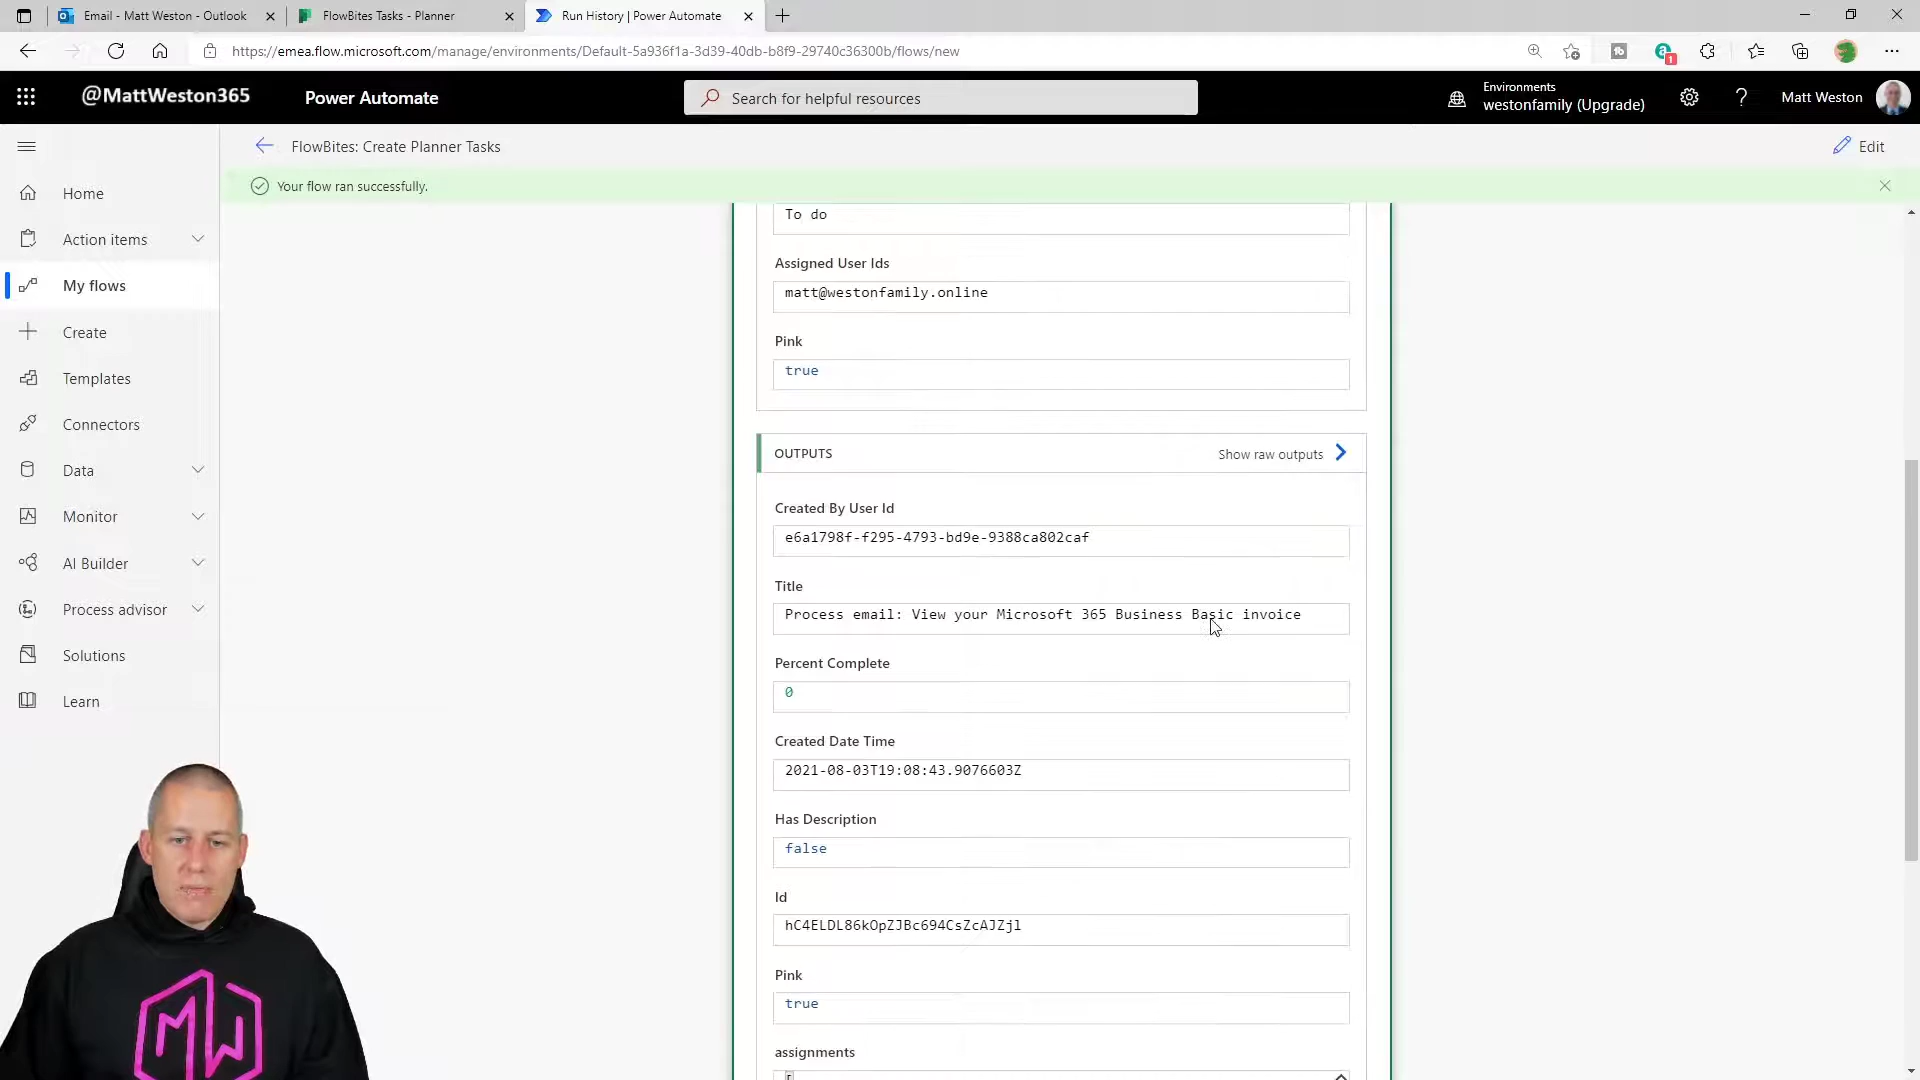 Email - Matt Weston - Outlook
FlowBites Tasks - Planner
Run History | Power Automate
https://emea.flow.microsoft.com/manage/environments/Default-5a936f1a-3d39-40db-b8f9-29740c36300b/flows/new
1
@MattWeston365
Power Automate
Search for helpful resources
Environments
westonfamily (Upgrade)
Matt Weston
FlowBites: Create Planner Tasks
Edit
Your flow ran successfully.
Home
Action items
My flows
Create
Templates
Connectors
Data
Monitor
AI Builder
Process advisor
Solutions
Learn
To do
Assigned User Ids
matt@westonfamily.online
Pink
true
OUTPUTS
Show raw outputs
Created By User Id
e6a1798f-f295-4793-bd9e-9388ca802caf
Title
Process email: View your Microsoft 365 Business Basic invoice
Percent Complete
0
Created Date Time
2021-08-03T19:08:43.9076603Z
Has Description
false
Id
hC4ELDL86kOpZJBc694CsZcAJZjl
Pink
true
assignments
[
MW